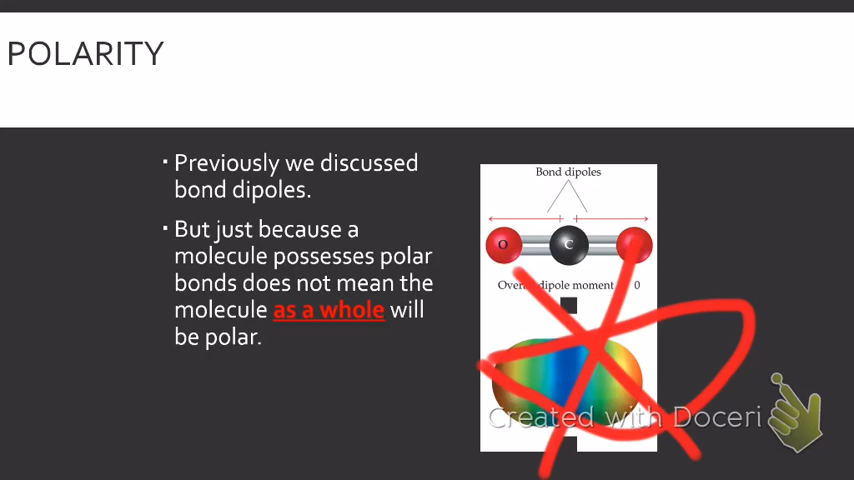 POLARITY
Previously we discussed
bond dipoles.
But just because a
molecule possesses polar
bonds does not mean the
molecule as a whole will
be polar.
Bond dipoles
O C
Overall dipole moment 0
Created with Doceri